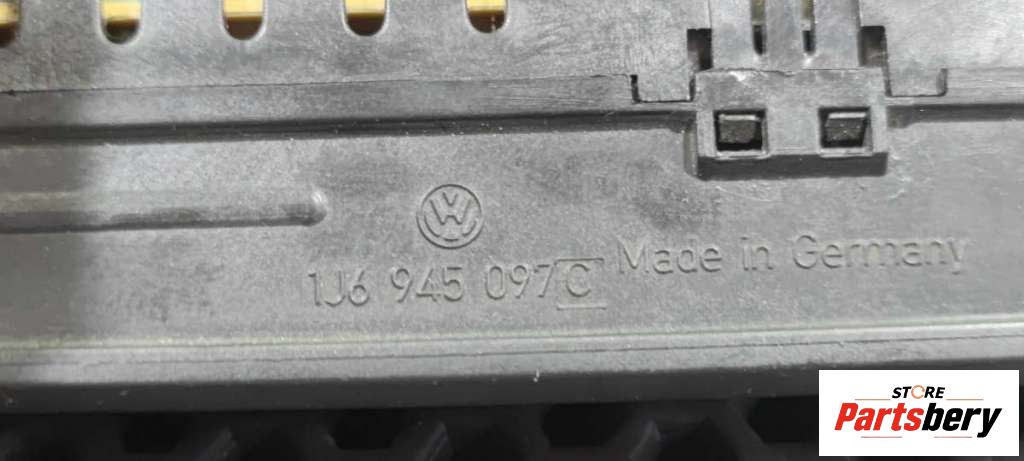 1J6 945 097 C Made in Germany
STORE
Partsbery